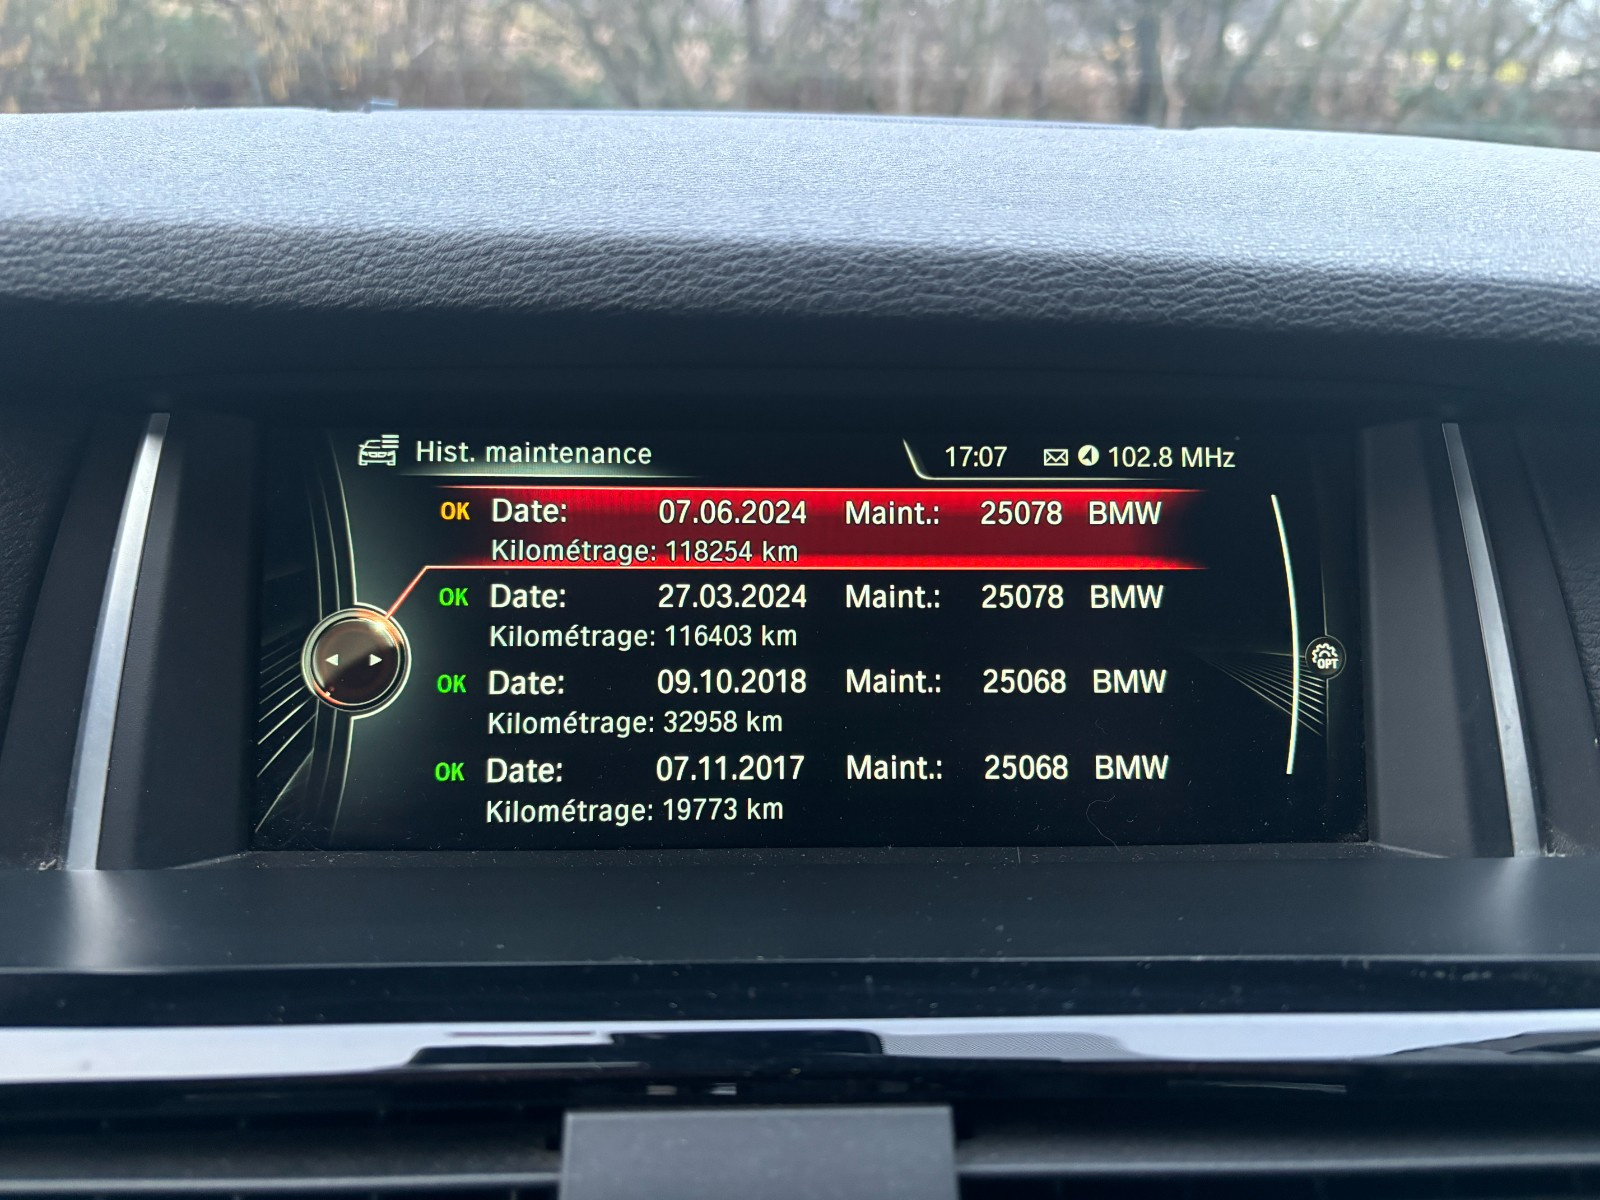 Hist. maintenance 17:07 102.8 MHz
OK Date: 07.06.2024 Maint.: 25078 BMW
Kilométrage: 118254 km
OK Date: 27.03.2024 Maint.: 25078 BMW
Kilométrage: 116403 km
OK Date: 09.10.2018 Maint.: 25068 BMW
Kilométrage: 32958 km
OPT
OK Date: 07.11.2017 Maint.: 25068 BMW
Kilométrage: 19773 km